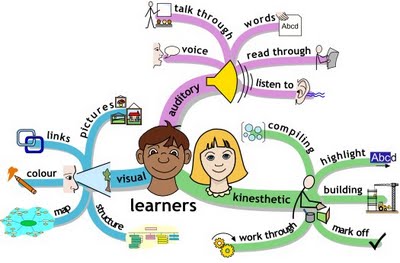 talk through
words
Abcd
voice
read through
listen to
auditory
pictures
links
colour
visual
map
structure
learners
kinesthetic
compiling
highlight
Abcd
building
work through
mark off